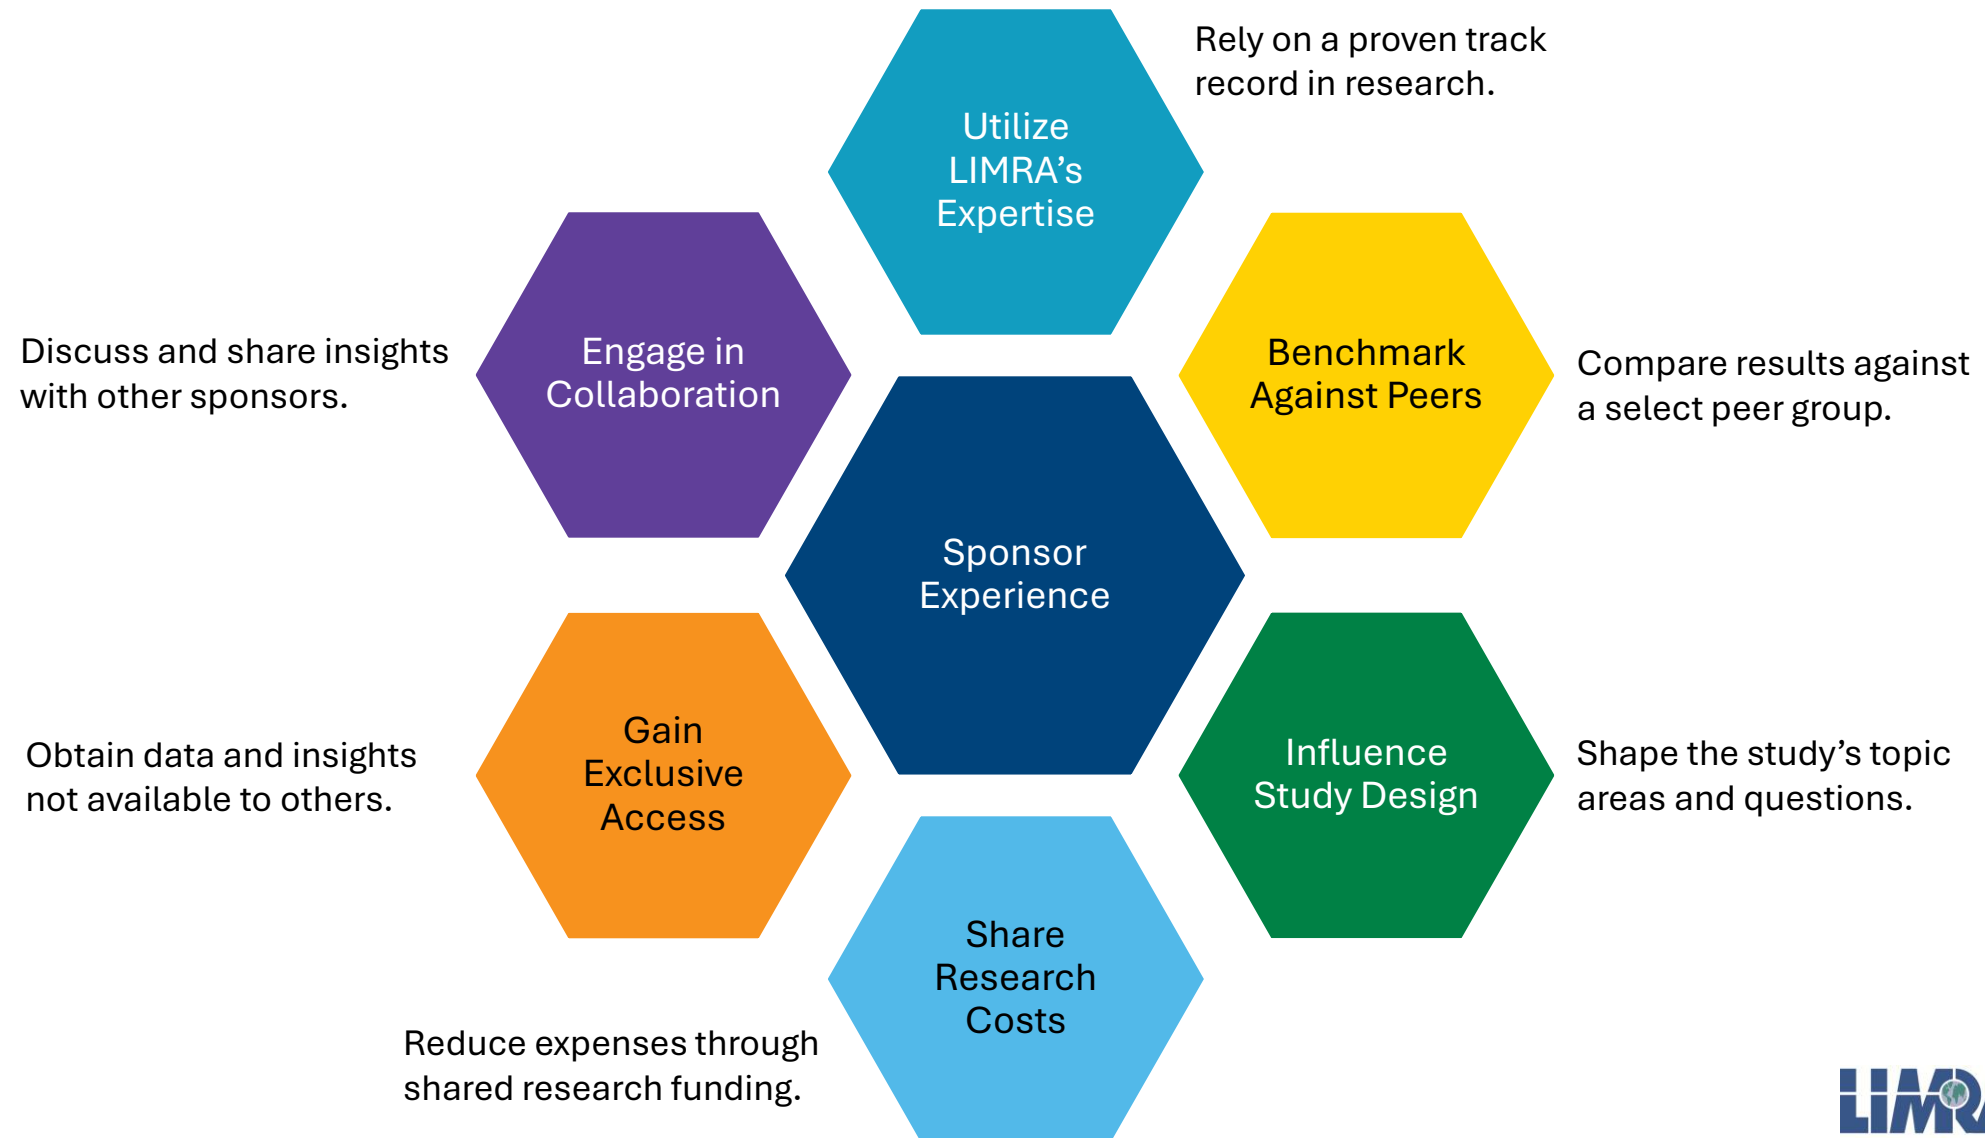 Rely on a proven track
record in research.
Utilize
LIMRA’s
Expertise
Discuss and share insights
with other sponsors.
Engage in
Collaboration
Benchmark
Against Peers
Compare results against
a select peer group.
Sponsor
Experience
Obtain data and insights
not available to others.
Gain
Exclusive
Access
Influence
Study Design
Shape the study’s topic
areas and questions.
Share
Research
Costs
Reduce expenses through
shared research funding.
LIMRA